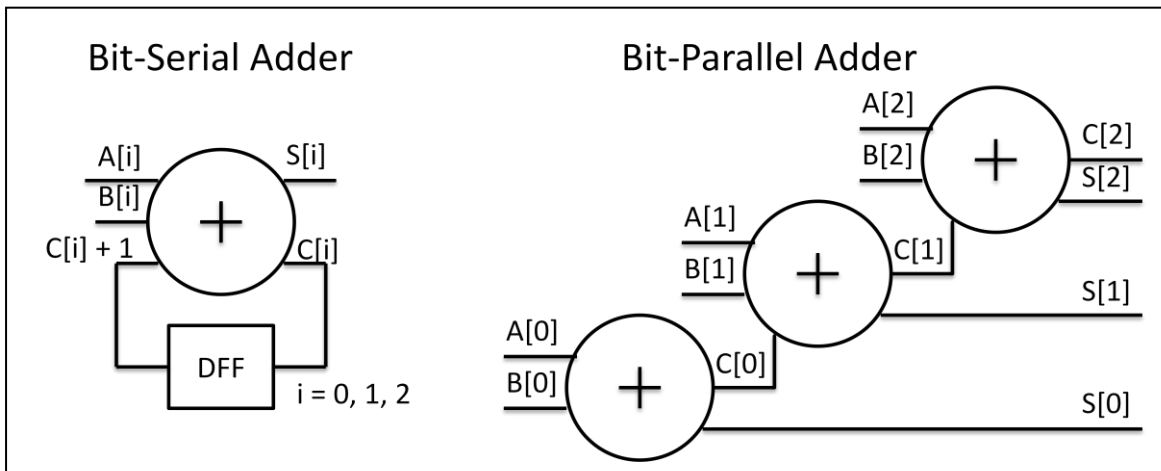 Bit-Serial Adder
A[i]
S[i]
B[i]
C[i] + 1
C[i]
+
DFF
i = 0, 1, 2
Bit-Parallel Adder
A[2]
B[2]
+
C[2]
S[2]
A[1]
B[1]
+
C[1]
S[1]
A[0]
B[0]
+
C[0]
S[0]